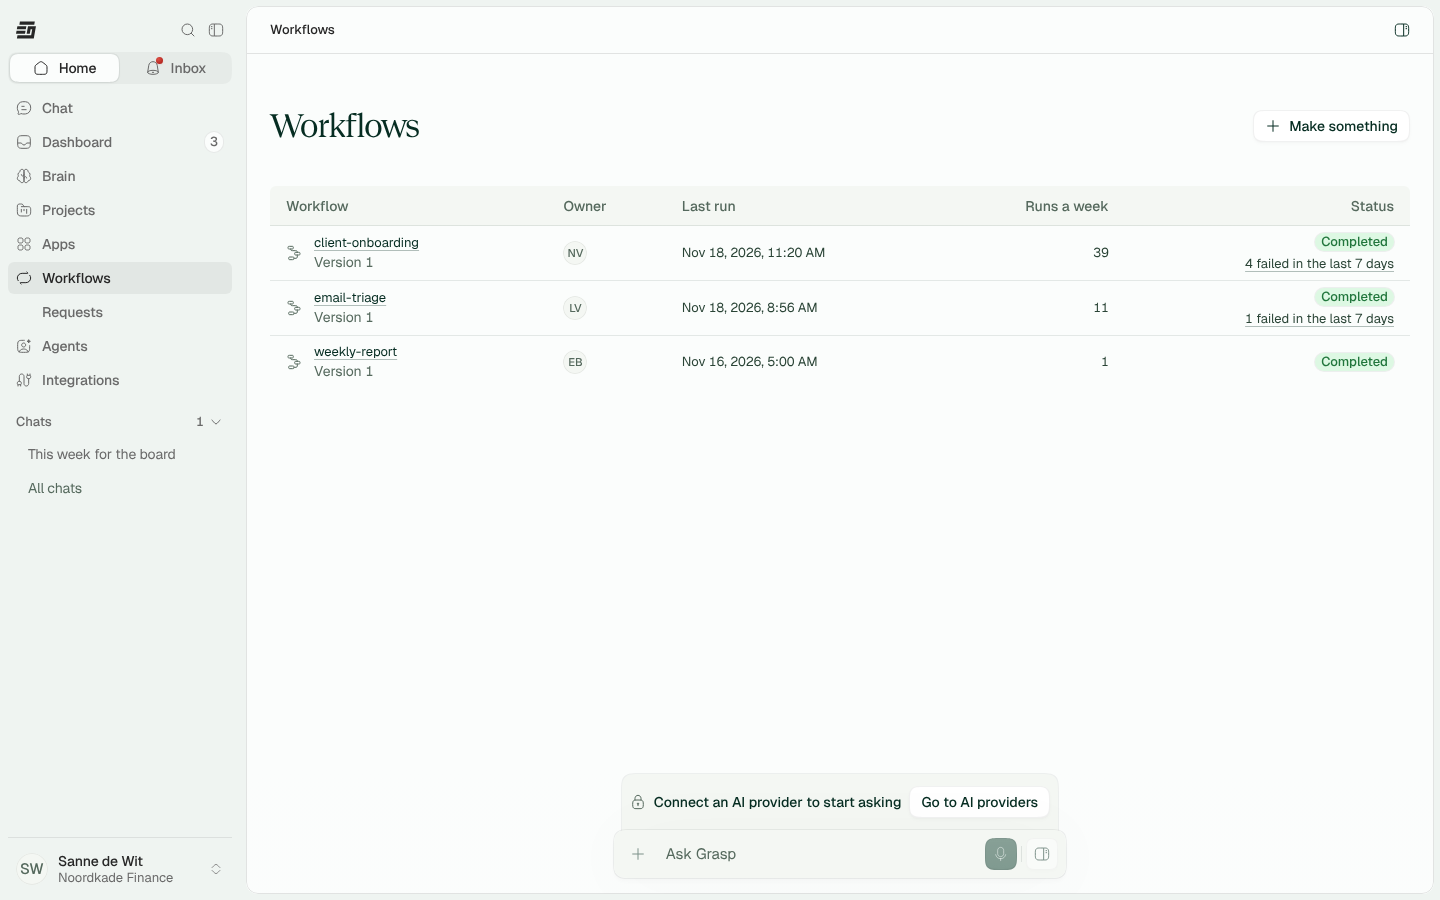 Home
Inbox
Chat
Dashboard 3
Brain
Projects
Apps
Workflows
Requests
Agents
Integrations
Chats 1
This week for the board
All chats
SW
Sanne de Wit
Noordkade Finance
Workflows
Workflows
Make something
Workflow Owner Last run Runs a week Status
client-onboarding
Version 1
NV
Nov 18, 2026, 11:20 AM
39
Completed
4 failed in the last 7 days
email-triage
Version 1
LV
Nov 18, 2026, 8:56 AM
11
Completed
1 failed in the last 7 days
weekly-report
Version 1
EB
Nov 16, 2026, 5:00 AM
1
Completed
Connect an AI provider to start asking
Go to AI providers
Ask Grasp